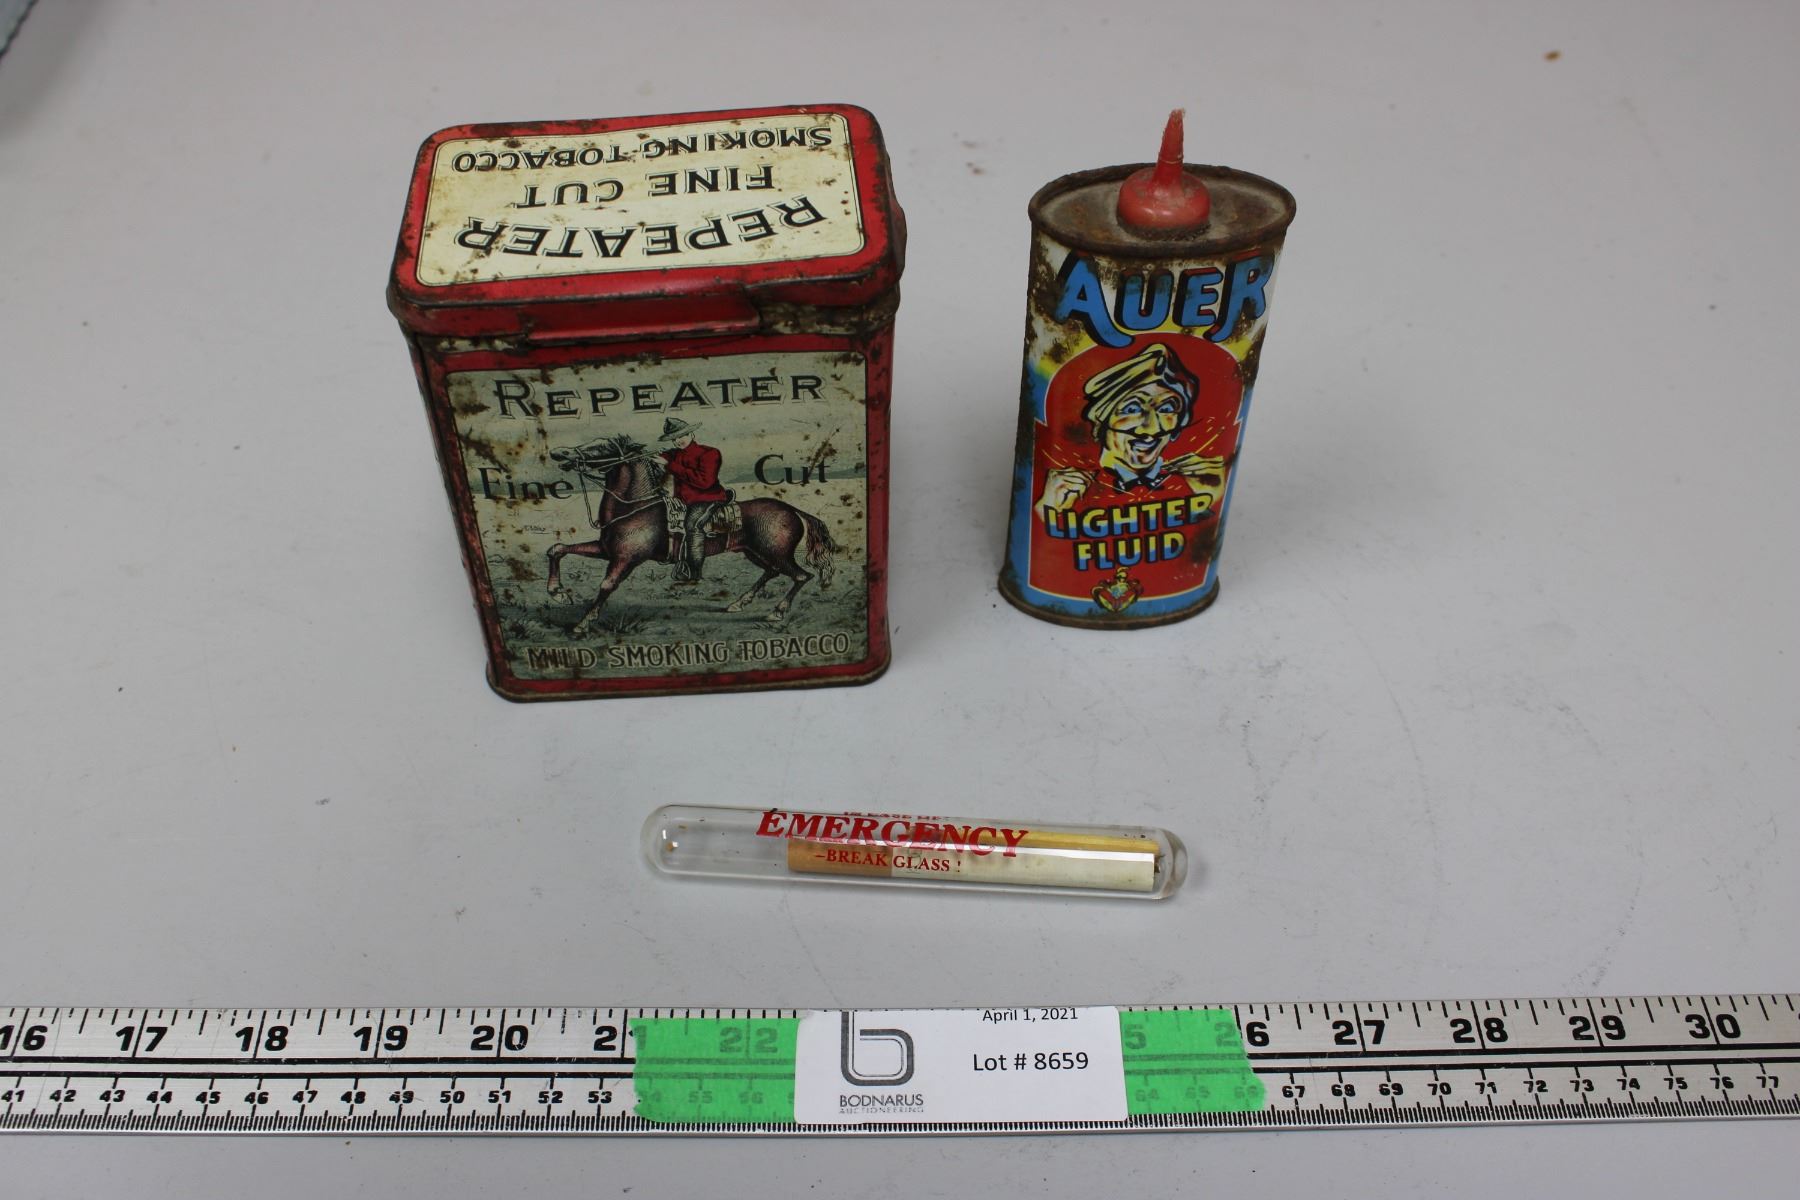 REPEATER
FINE CUT
SMOKING TOBACCO
REPEATER
Fine Cut
MILD SMOKING TOBACCO
AUER
LIGHTER
FLUID
EMERGENCY
–BREAK GLASS !
16 17 18 19 20 21 22 5 26 27 28 29 30
April 1, 2021
Lot # 8659
BODNARUS
AUCTIONEERING
41 42 43 44 45 46 47 48 49 50 51 52 53 55 56 64 65 66 67 68 69 70 71 72 73 74 75 76 77